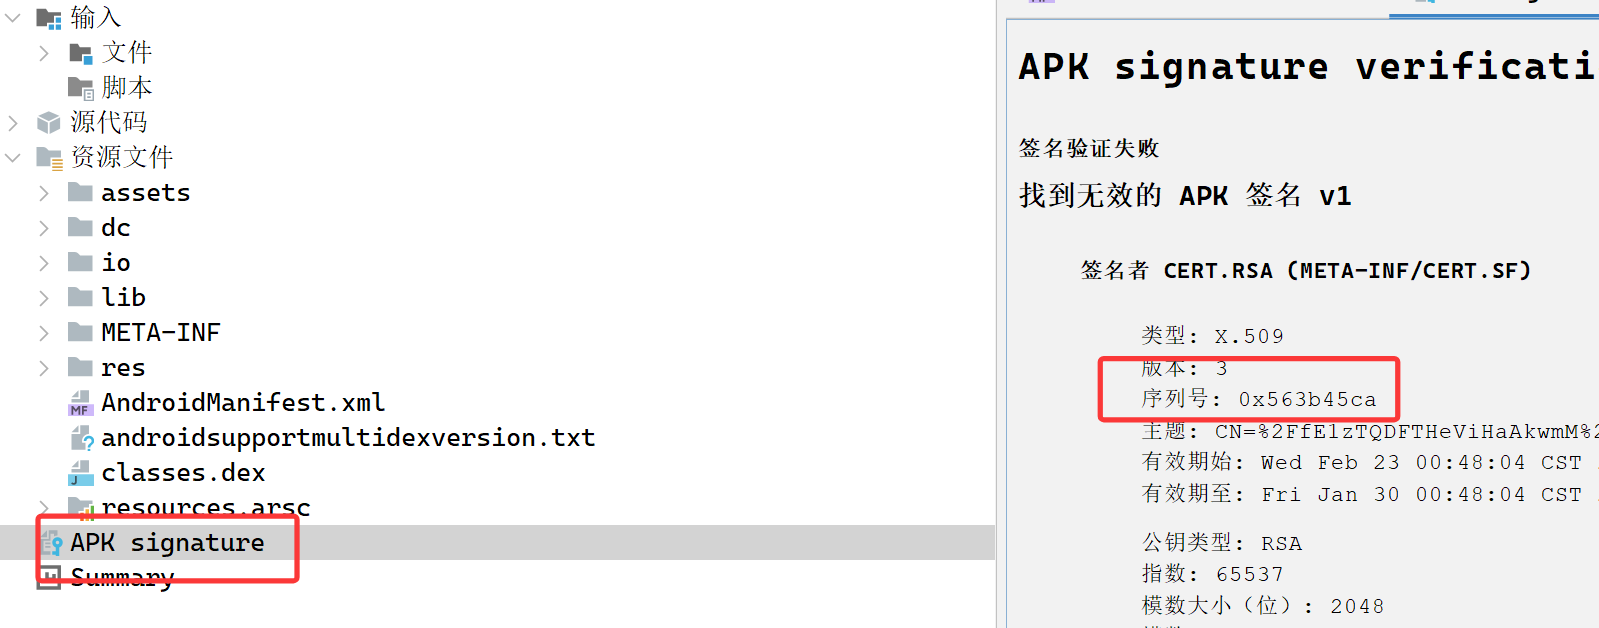 输入
文件
脚本
源代码
资源文件
assets
dc
io
lib
META-INF
res
AndroidManifest.xml
androidsupportmultidexversion.txt
classes.dex
resources.arsc
APK signature
Summary
APK signature verificati
签名验证失败
找到无效的 APK 签名 v1
签名者 CERT.RSA (META-INF/CERT.SF)
类型: X.509
版本: 3
序列号: 0x563b45ca
主题: CN=%2FfElzTQDFTHeViHaAkwmM%2
有效期始: Wed Feb 23 00:48:04 CST
有效期至: Fri Jan 30 00:48:04 CST
公钥类型: RSA
指数: 65537
模数大小（位）: 2048